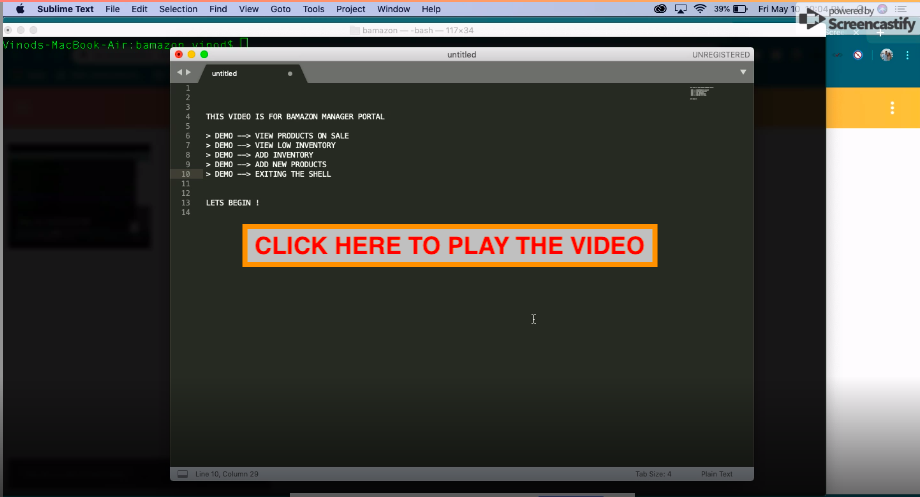 Sublime Text File Edit Selection Find View Goto Tools Project Window Help 39% Fri May 10
powered by
Screencastify
bamazon — -bash — 117×34
Vinods-MacBook-Air:bamazon vinod$
untitled
UNREGISTERED
untitled
1
2
3
4 THIS VIDEO IS FOR BAMAZON MANAGER PORTAL
5
6 > DEMO --> VIEW PRODUCTS ON SALE
7 > DEMO --> VIEW LOW INVENTORY
8 > DEMO --> ADD INVENTORY
9 > DEMO --> ADD NEW PRODUCTS
10 > DEMO --> EXITING THE SHELL
11
12
13 LETS BEGIN !
14
CLICK HERE TO PLAY THE VIDEO
Line 10, Column 29
Tab Size: 4
Plain Text